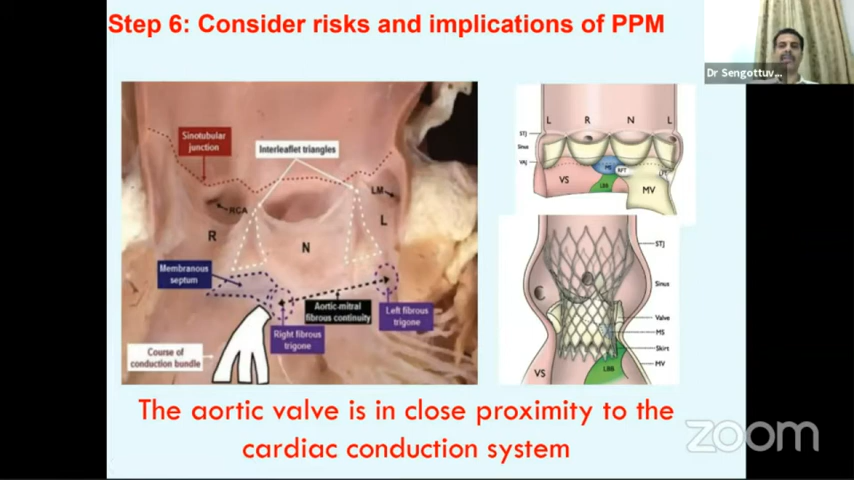 Step 6: Consider risks and implications of PPM
Dr Sengottuv...
Sinotubular
junction
Interleaflet triangles
RCA
LM
R
N
L
Membranous
septum
Aortic-mitral
fibrous continuity
Left fibrous
trigone
Right fibrous
trigone
Course of
conduction bundle
L R N L
STJ
Sinus
VAJ
MS
RFT
LFT
VS
LBB
MV
STJ
Sinus
Valve
MS
Skirt
MV
LBB
VS
The aortic valve is in close proximity to the
cardiac conduction system
zoom